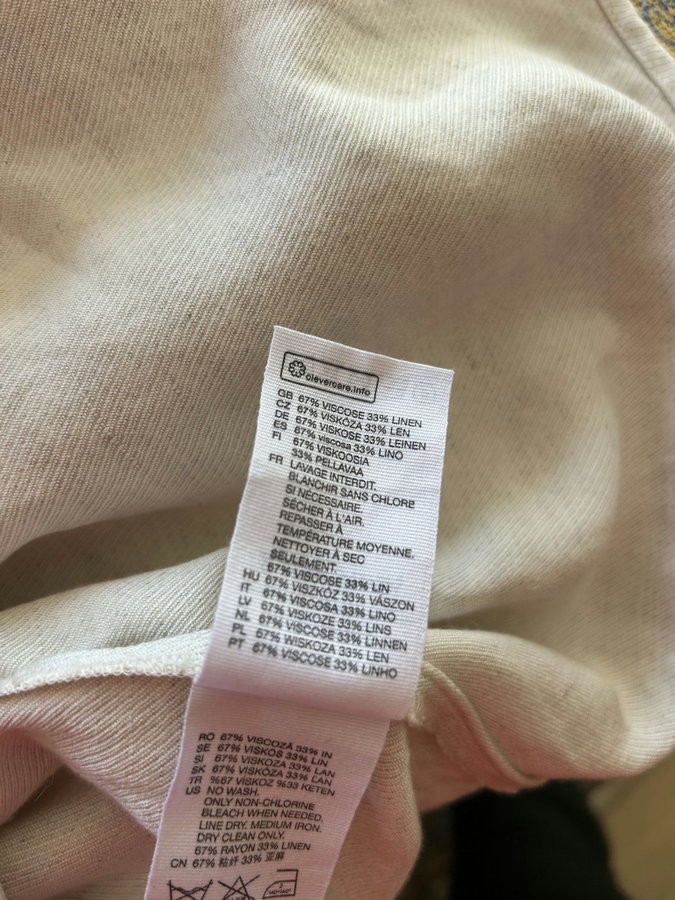 clevercare.info
GB 67% VISCOSE 33% LINEN
CZ 67% VISKÓZA 33% LEN
DE 67% VISKOSE 33% LEINEN
ES 67% viscosa 33% LINO
FI 67% VISKOOSIA
33% PELLAVAA
FR LAVAGE INTERDIT.
BLANCHIR SANS CHLORE
SI NÉCESSAIRE.
SÉCHER À L'AIR.
REPASSER À
TEMPÉRATURE MOYENNE.
NETTOYER À SEC
SEULEMENT.
67% VISCOSE 33% LIN
HU 67% VISZKÓZ 33% VÁSZON
IT 67% VISCOSA 33% LINO
LV 67% VISKOZE 33% LINS
NL 67% VISCOSE 33% LINNEN
PL 67% WISKOZA 33% LEN
PT 67% VISCOSE 33% LINHO
RO 67% VISCOZĂ 33% IN
SE 67% VISKOS 33% LIN
SI 67% VISKOZA 33% LAN
SK 67% VISKÓZA 33% ĽAN
TR %67 VISKOZ %33 KETEN
US NO WASH.
ONLY NON-CHLORINE
BLEACH WHEN NEEDED.
LINE DRY. MEDIUM IRON.
DRY CLEAN ONLY.
67% RAYON 33% LINEN
CN 67% 粘纤 33% 亚麻